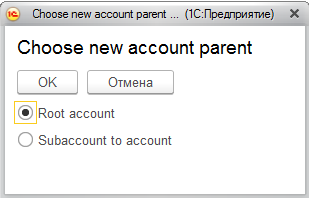 Choose new account parent ... (1С:Предприятие)
Choose new account parent
OK
Отмена
Root account
Subaccount to account